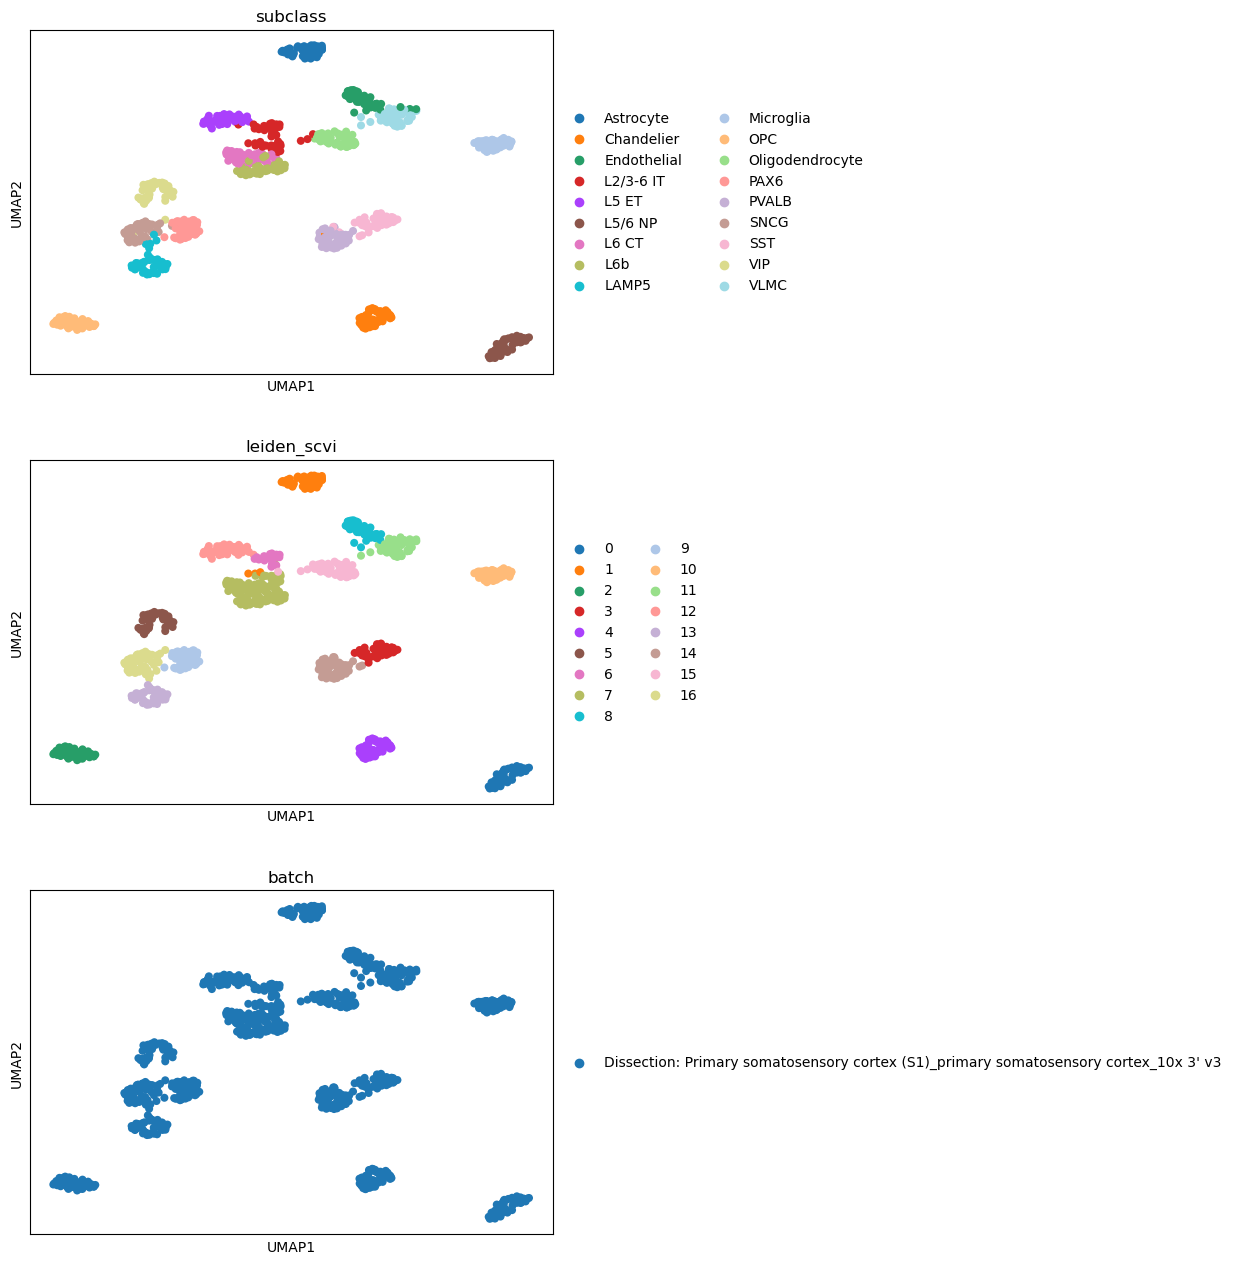 subclass
UMAP2
UMAP1
Astrocyte
Chandelier
Endothelial
L2/3-6 IT
L5 ET
L5/6 NP
L6 CT
L6b
LAMP5
Microglia
OPC
Oligodendrocyte
PAX6
PVALB
SNCG
SST
VIP
VLMC
leiden_scvi
UMAP2
UMAP1
0
1
2
3
4
5
6
7
8
9
10
11
12
13
14
15
16
batch
UMAP2
UMAP1
Dissection: Primary somatosensory cortex (S1)_primary somatosensory cortex_10x 3' v3